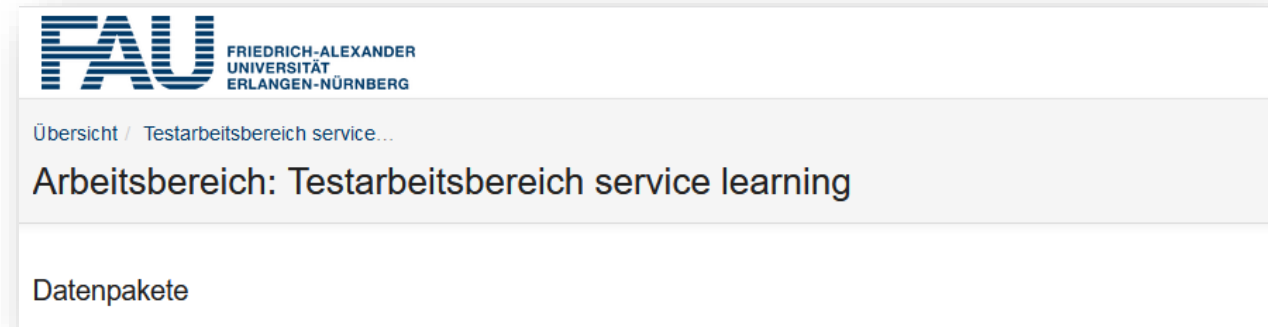 FAU
FRIEDRICH-ALEXANDER
UNIVERSITÄT
ERLANGEN-NÜRNBERG
Übersicht / Testarbeitsbereich service...
Arbeitsbereich: Testarbeitsbereich service learning
Datenpakete